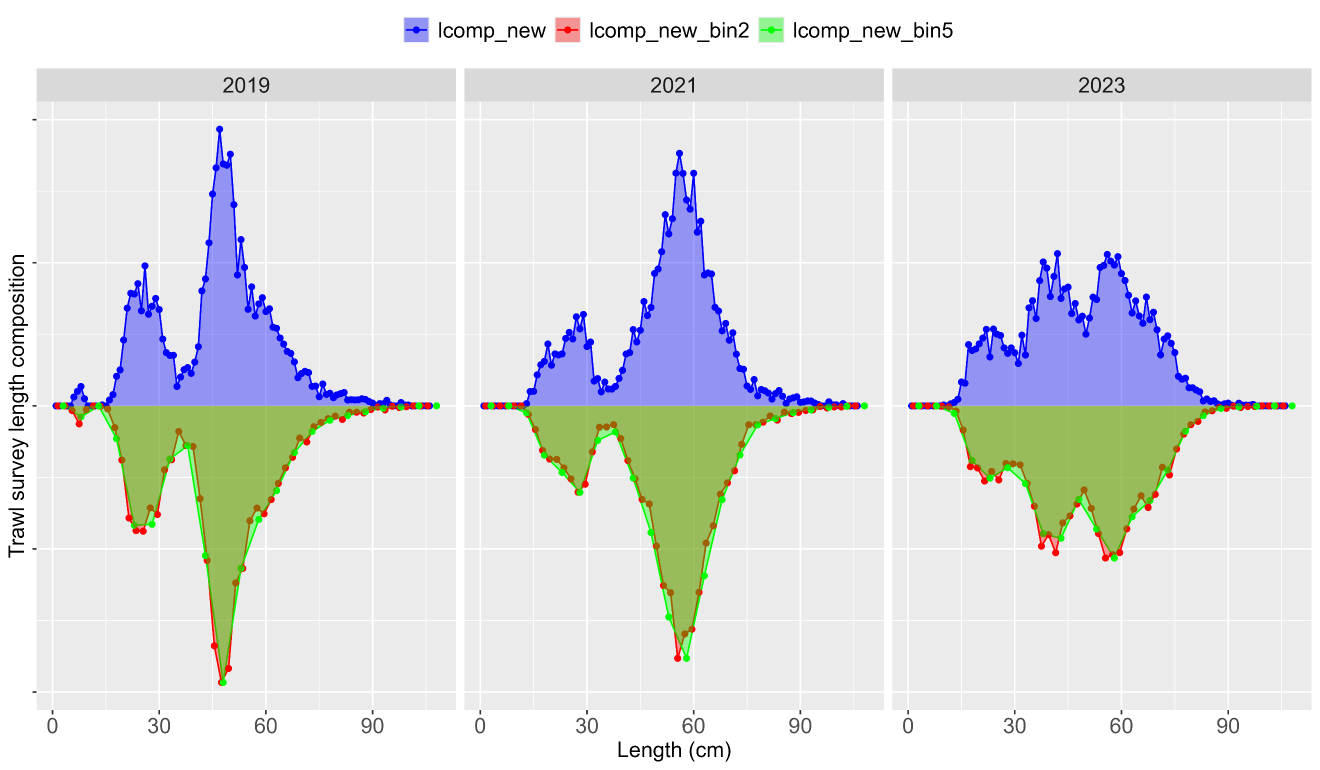 lcomp_new lcomp_new_bin2 lcomp_new_bin5
2019 2021 2023
Trawl survey length composition
0 30 60 90 0 30 60 90 0 30 60 90
Length (cm)